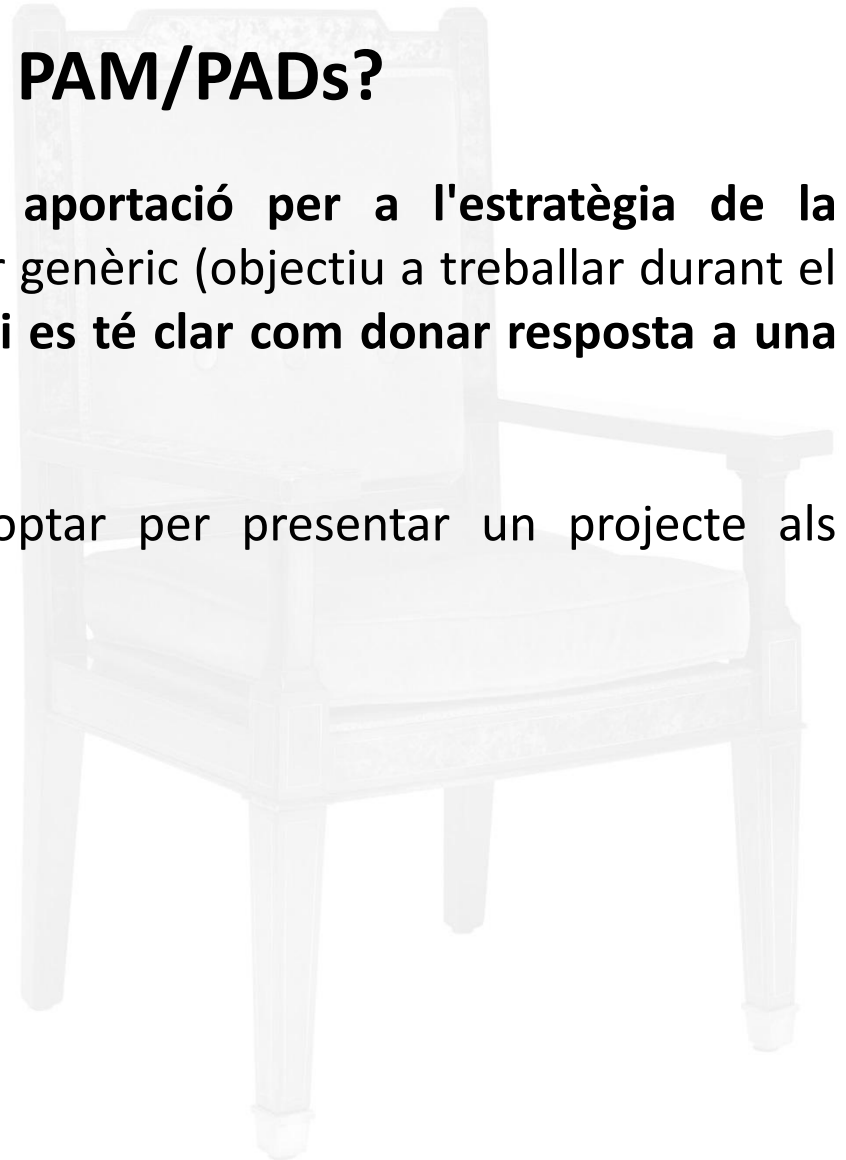 PAM/PADs?
aportació per a l'estratègia de la
r genèric (objectiu a treballar durant el
i es té clar com donar resposta a una
optar per presentar un projecte als